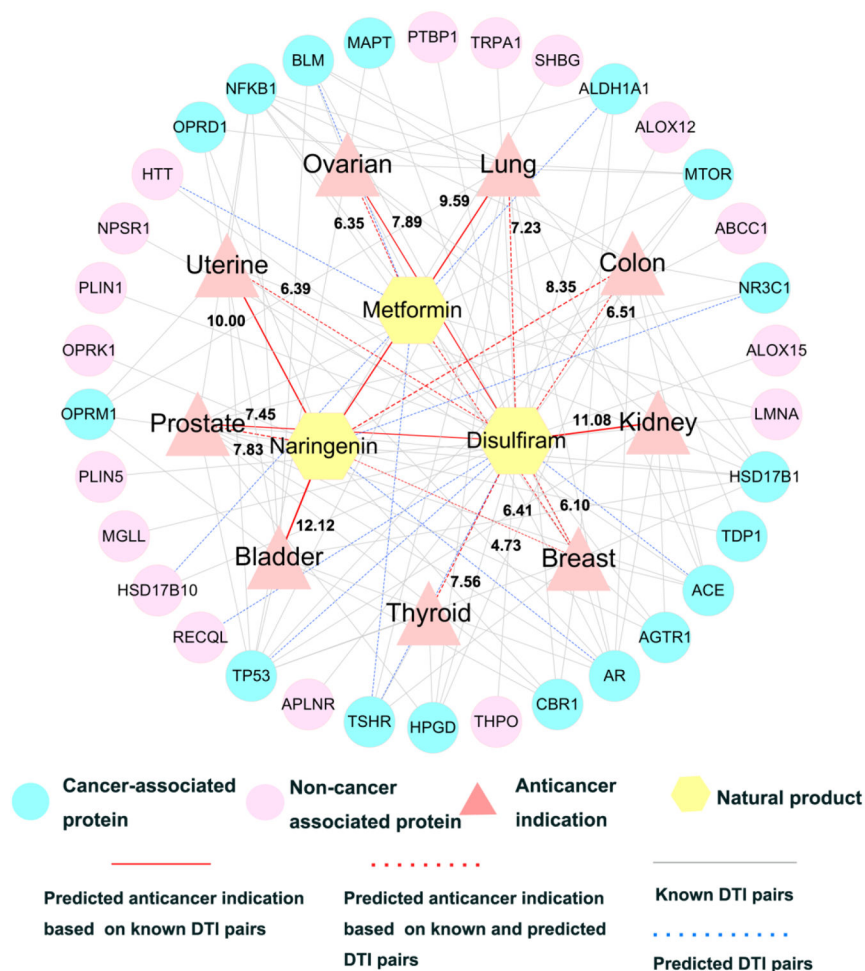 PTBP1
MAPT
TRPA1
BLM
SHBG
NFKB1
ALDH1A1
OPRD1
ALOX12
HTT
Ovarian
Lung
MTOR
9.59
6.35
7.89
7.23
NPSR1
ABCC1
Uterine
6.39
Colon
8.35
PLIN1
NR3C1
Metformin
10.00
6.51
OPRK1
ALOX15
OPRM1
Prostate
7.45
11.08
Kidney
LMNA
Naringenin
Disulfiram
7.83
PLIN5
HSD17B1
6.41
6.10
12.12
MGLL
TDP1
4.73
Bladder
Breast
HSD17B10
7.56
ACE
Thyroid
RECQL
AGTR1
TP53
AR
APLNR
CBR1
TSHR
HPGD
THPO
Cancer-associated
protein
Non-cancer
associated protein
Anticancer
indication
Natural product
Predicted anticancer indication
based on known DTI pairs
Predicted anticancer indication
based on known and predicted
DTI pairs
Known DTI pairs
Predicted DTI pairs